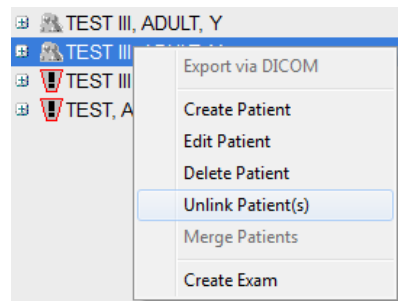 TEST III, ADULT, Y
TEST III
TEST III
TEST, A
Export via DICOM
Create Patient
Edit Patient
Delete Patient
Unlink Patient(s)
Merge Patients
Create Exam